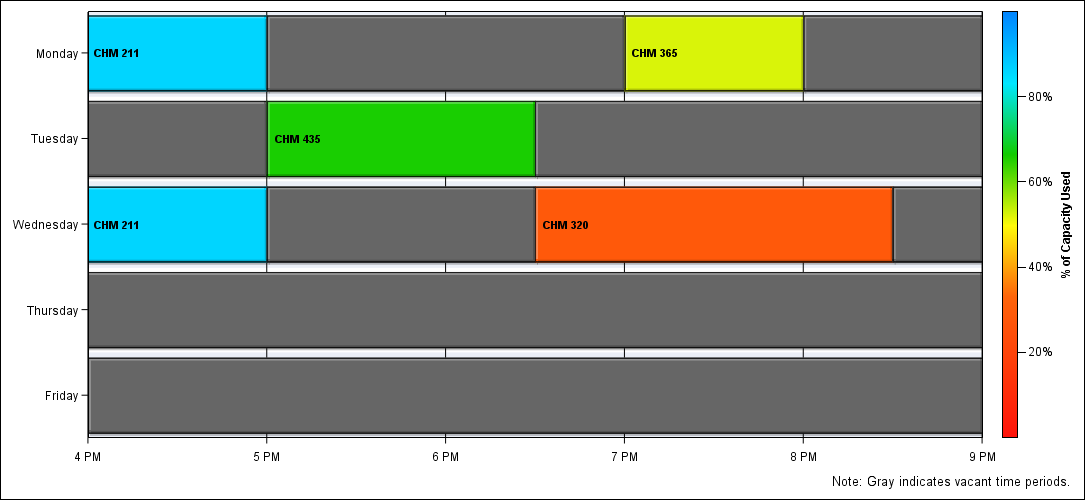 Monday
CHM 211
CHM 365
80%
Tuesday
CHM 435
60%
Wednesday
CHM 211
CHM 320
% of Capacity Used
40%
Thursday
20%
Friday
4 PM
5 PM
6 PM
7 PM
8 PM
9 PM
Note: Gray indicates vacant time periods.